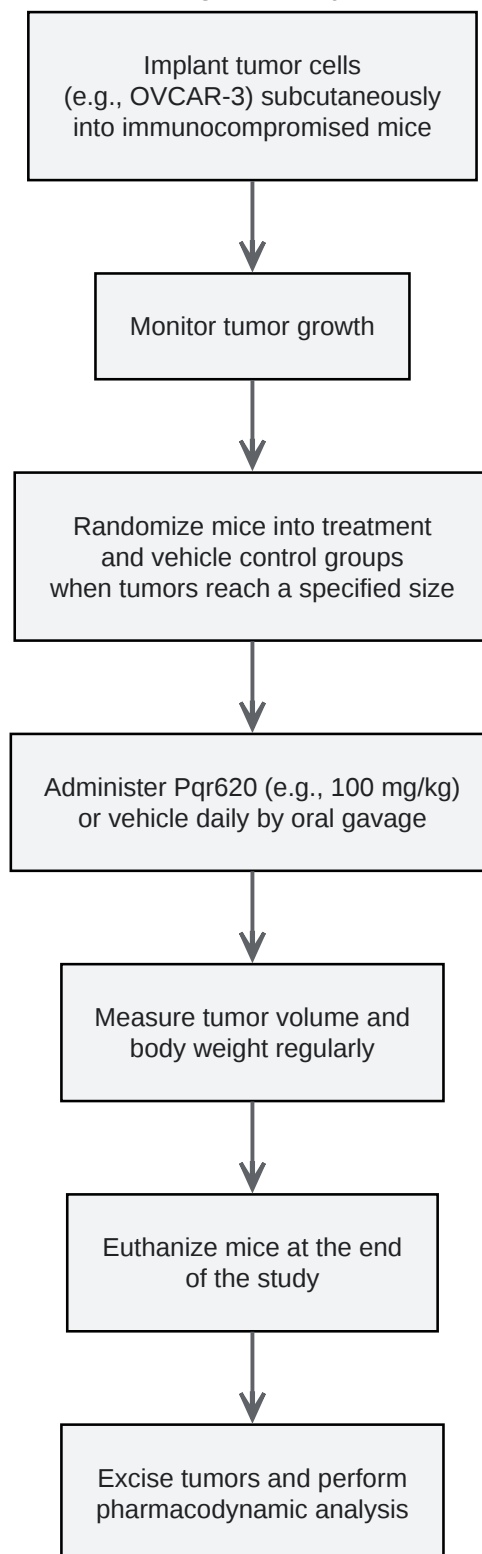 Implant tumor cells
(e.g., OVCAR-3) subcutaneously
into immunocompromised mice
Monitor tumor growth
Randomize mice into treatment
and vehicle control groups
when tumors reach a specified size
Administer Pqr620 (e.g., 100 mg/kg)
or vehicle daily by oral gavage
Measure tumor volume and
body weight regularly
Euthanize mice at the end
of the study
Excise tumors and perform
pharmacodynamic analysis